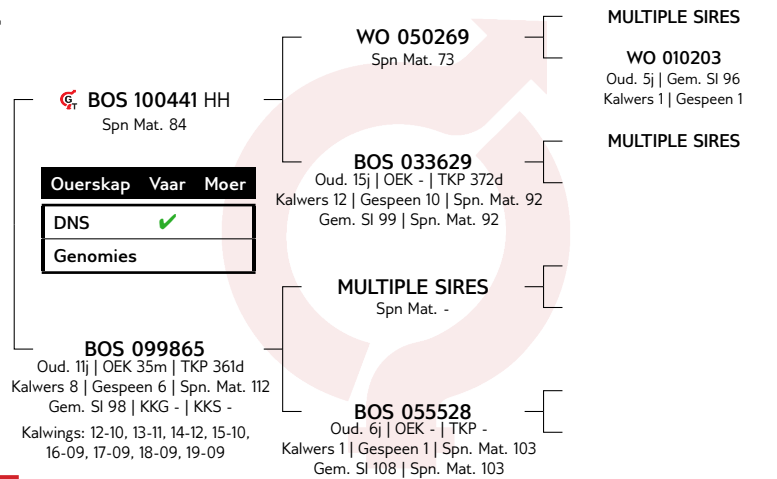 MULTIPLE SIRES
WO 050269
Spn Mat. 73
WO 010203
Oud. 5j | Gem. SI 96
Kalwers 1 | Gespeen 1
GT BOS 100441 HH
Spn Mat. 84
MULTIPLE SIRES
BOS 033629
Oud. 15j | OEK - | TKP 372d
Kalwers 12 | Gespeen 10 | Spn. Mat. 92
Gem. SI 99 | Spn. Mat. 92
Ouerskap Vaar Moer
DNS ✔
Genomies
MULTIPLE SIRES
Spn Mat. -
BOS 099865
Oud. 11j | OEK 35m | TKP 361d
Kalwers 8 | Gespeen 6 | Spn. Mat. 112
Gem. SI 98 | KKG - | KKS -
Kalwings: 12-10, 13-11, 14-12, 15-10,
16-09, 17-09, 18-09, 19-09
BOS 055528
Oud. 6j | OEK - | TKP -
Kalwers 1 | Gespeen 1 | Spn. Mat. 103
Gem. SI 108 | Spn. Mat. 103